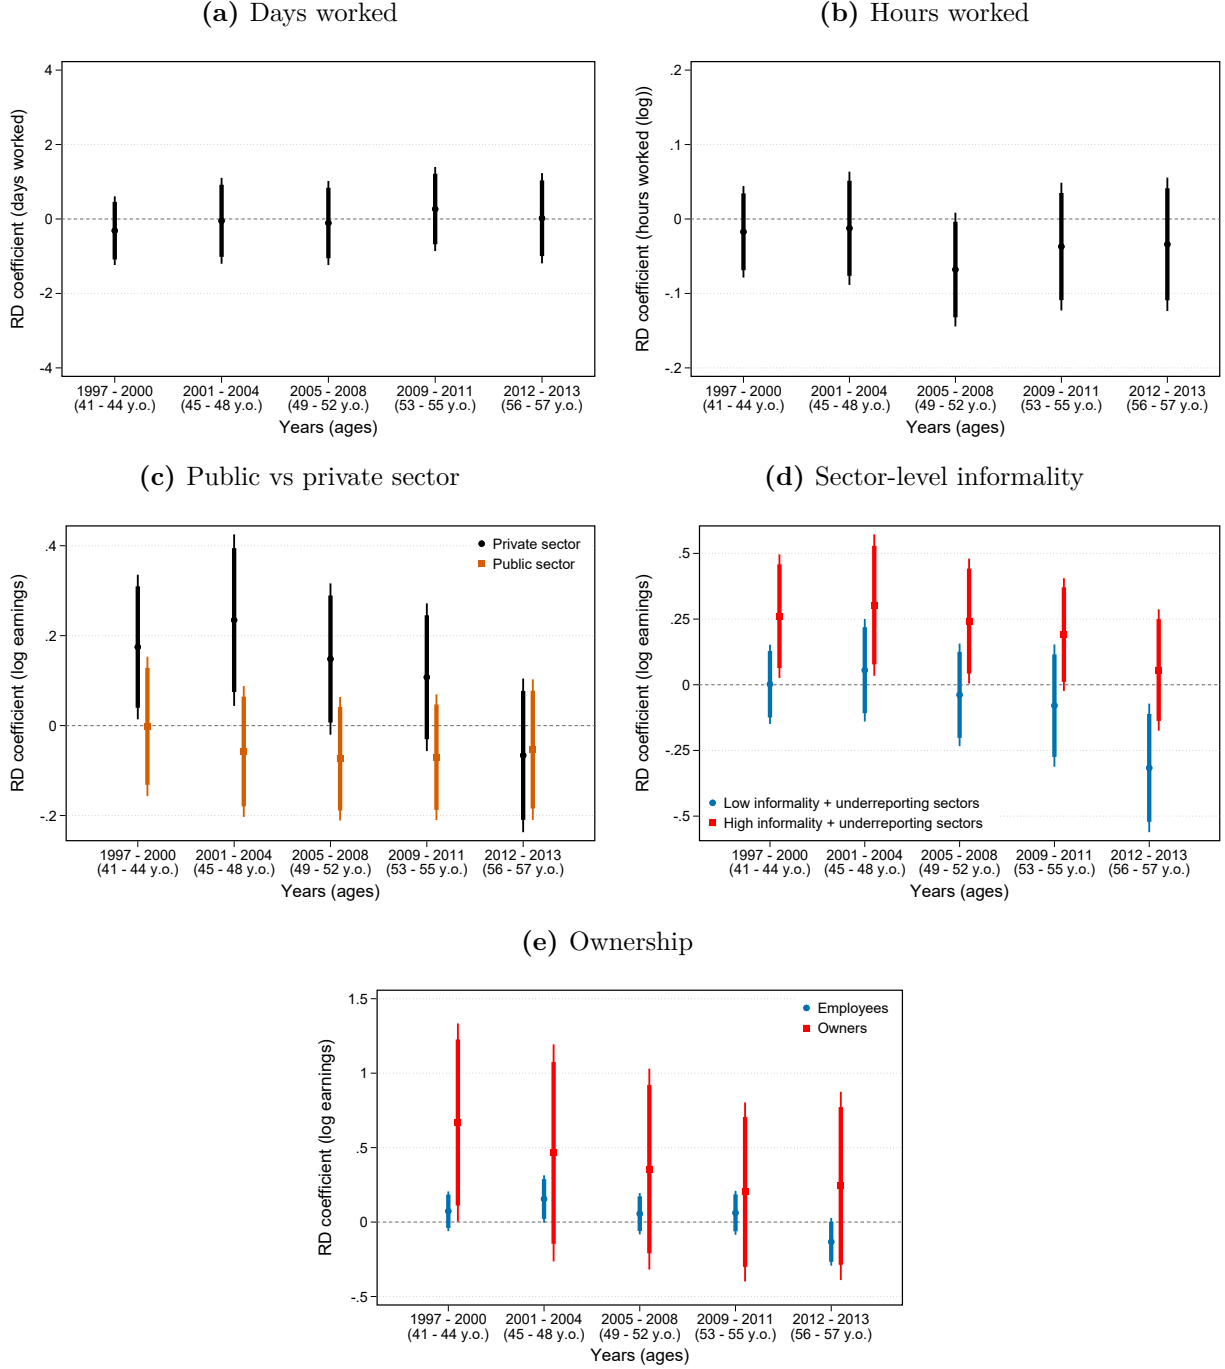 (a) Days worked
4
2
0
-2
-4
RD coefficient (days worked)
1997 - 2000 2001 - 2004 2005 - 2008 2009 - 2011 2012 - 2013
(41 - 44 y.o.) (45 - 48 y.o.) (49 - 52 y.o.) (53 - 55 y.o.) (56 - 57 y.o.)
Years (ages)
(b) Hours worked
.2
.1
0
-.1
-.2
RD coefficient (hours worked (log))
1997 - 2000 2001 - 2004 2005 - 2008 2009 - 2011 2012 - 2013
(41 - 44 y.o.) (45 - 48 y.o.) (49 - 52 y.o.) (53 - 55 y.o.) (56 - 57 y.o.)
Years (ages)
(c) Public vs private sector
.4
.2
0
-.2
RD coefficient (log earnings)
Private sector
Public sector
1997 - 2000 2001 - 2004 2005 - 2008 2009 - 2011 2012 - 2013
(41 - 44 y.o.) (45 - 48 y.o.) (49 - 52 y.o.) (53 - 55 y.o.) (56 - 57 y.o.)
Years (ages)
(d) Sector-level informality
.5
.25
0
-.25
-.5
RD coefficient (log earnings)
Low informality + underreporting sectors
High informality + underreporting sectors
1997 - 2000 2001 - 2004 2005 - 2008 2009 - 2011 2012 - 2013
(41 - 44 y.o.) (45 - 48 y.o.) (49 - 52 y.o.) (53 - 55 y.o.) (56 - 57 y.o.)
Years (ages)
(e) Ownership
1.5
1
.5
0
-.5
RD coefficient (log earnings)
Employees
Owners
1997 - 2000 2001 - 2004 2005 - 2008 2009 - 2011 2012 - 2013
(41 - 44 y.o.) (45 - 48 y.o.) (49 - 52 y.o.) (53 - 55 y.o.) (56 - 57 y.o.)
Years (ages)